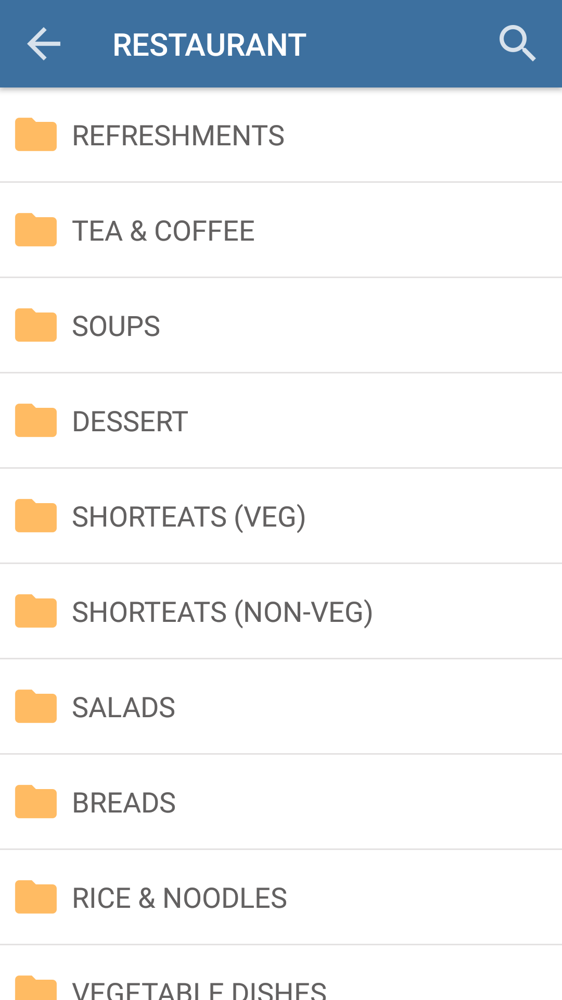 RESTAURANT
REFRESHMENTS
TEA & COFFEE
SOUPS
DESSERT
SHORTEATS (VEG)
SHORTEATS (NON-VEG)
SALADS
BREADS
RICE & NOODLES
VEGETABLE DISHES